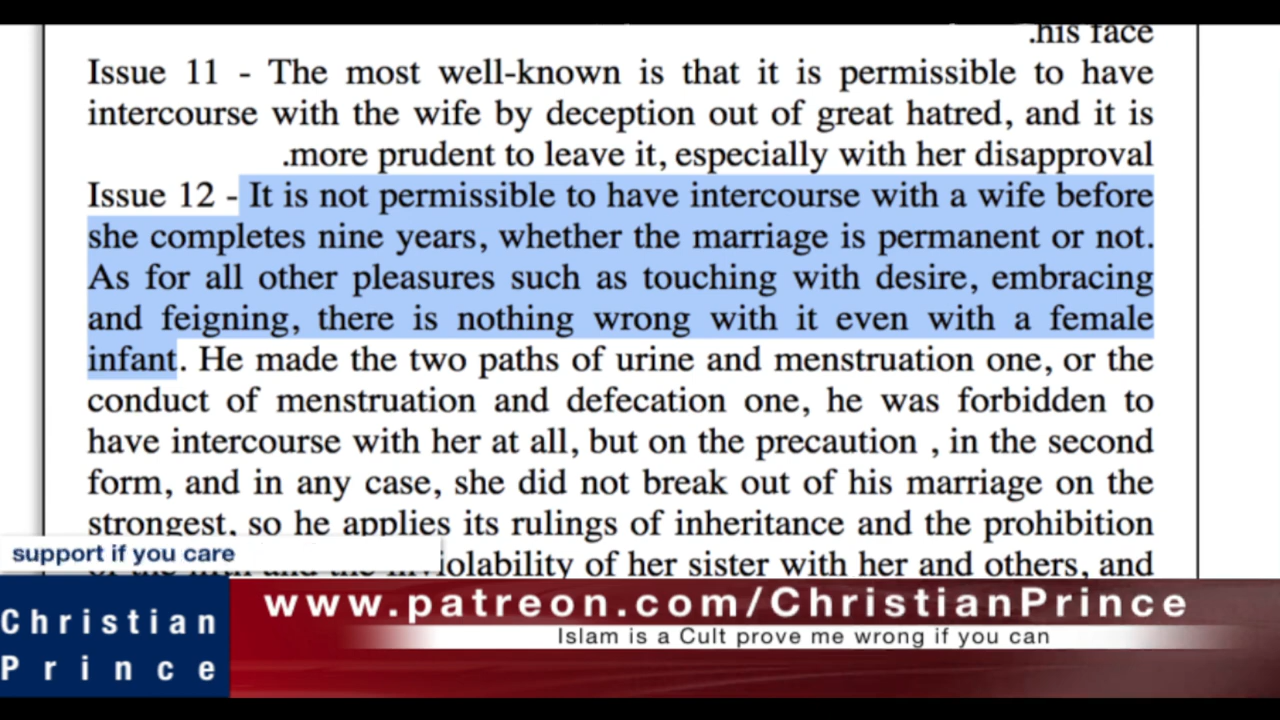 .his face
Issue 11 - The most well-known is that it is permissible to have
intercourse with the wife by deception out of great hatred, and it is
.more prudent to leave it, especially with her disapproval
Issue 12 - It is not permissible to have intercourse with a wife before
she completes nine years, whether the marriage is permanent or not.
As for all other pleasures such as touching with desire, embracing
and feigning, there is nothing wrong with it even with a female
infant. He made the two paths of urine and menstruation one, or the
conduct of menstruation and defecation one, he was forbidden to
have intercourse with her at all, but on the precaution , in the second
form, and in any case, she did not break out of his marriage on the
strongest, so he applies its rulings of inheritance and the prohibition
of her sister with her and others, and
support if you care
Christian
Prince
www.patreon.com/ChristianPrince
Islam is a Cult prove me wrong if you can